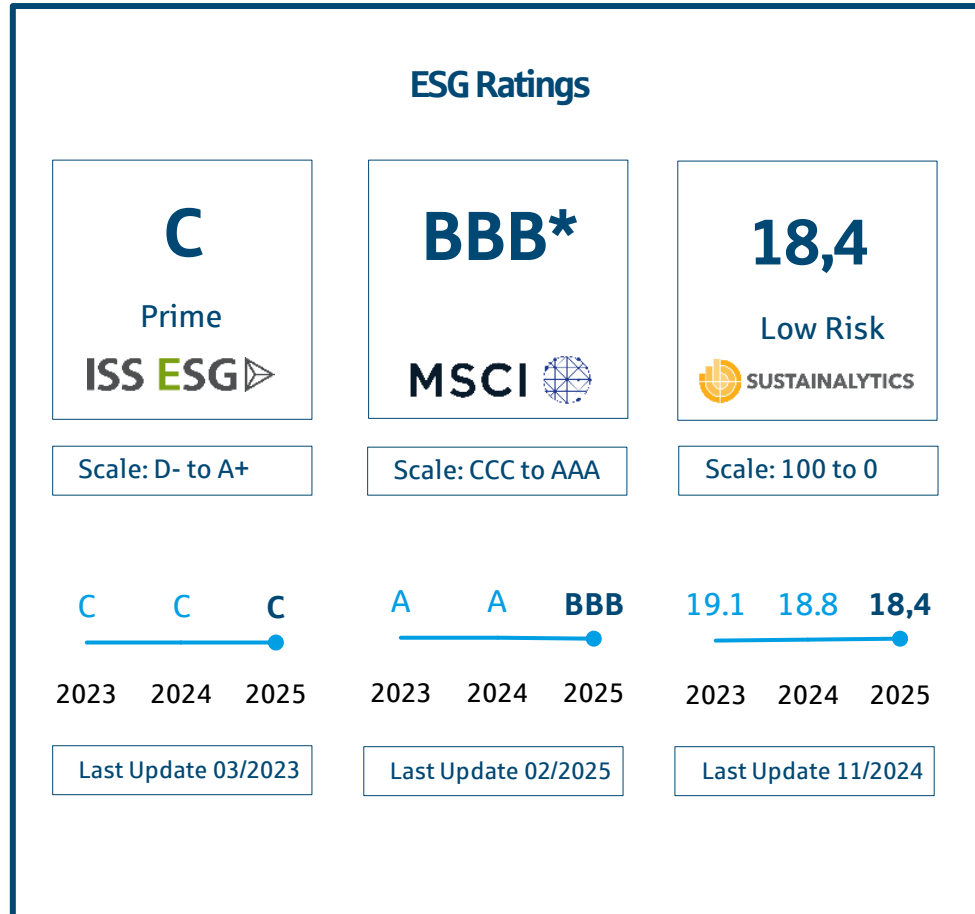 ESG Ratings
C
Prime
ISS ESG
Scale: D- to A+
C C C
2023 2024 2025
Last Update 03/2023
BBB*
MSCI
Scale: CCC to AAA
A A BBB
2023 2024 2025
Last Update 02/2025
18,4
Low Risk
SUSTAINALYTICS
Scale: 100 to 0
19.1 18.8 18,4
2023 2024 2025
Last Update 11/2024